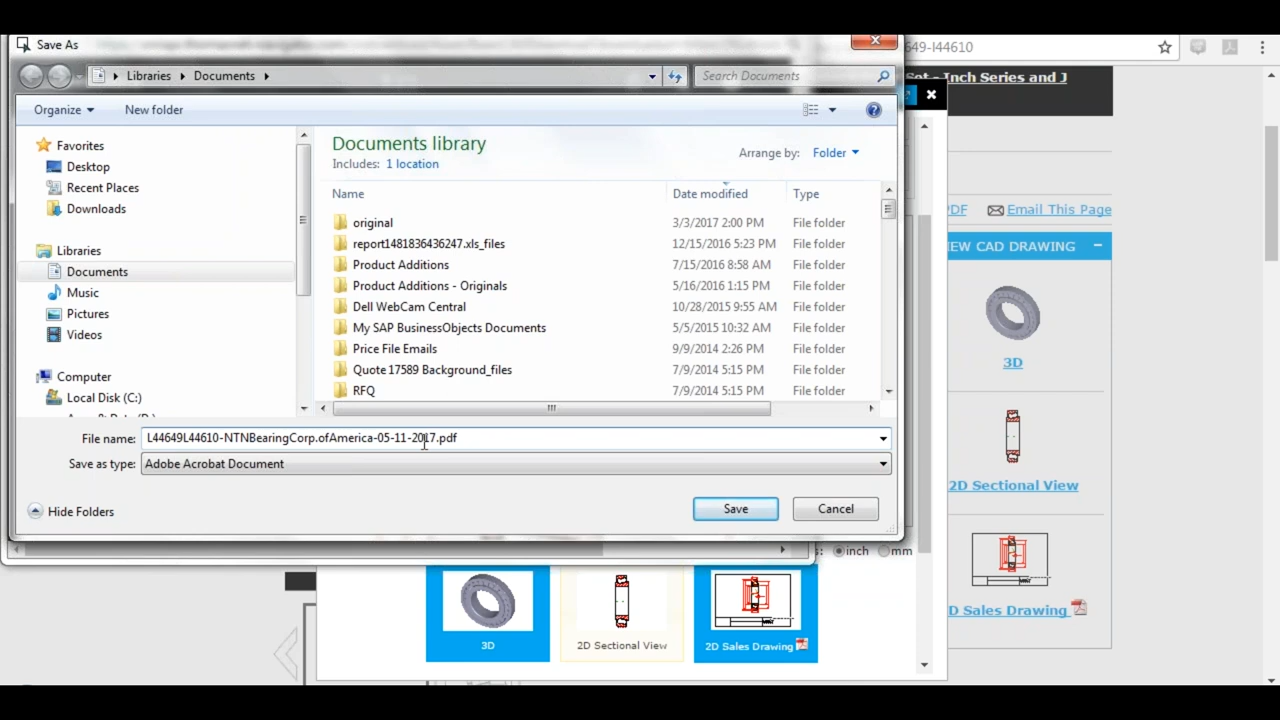 Save As
649-l44610
Libraries Documents
Search Documents
Set - Inch Series and J
Organize
New folder
Favorites
Desktop
Recent Places
Downloads
Libraries
Documents
Music
Pictures
Videos
Computer
Local Disk (C:)
Documents library
Includes: 1 location
Arrange by: Folder
Name Date modified Type
original 3/3/2017 2:00 PM File folder
report1481836436247.xls_files 12/15/2016 5:23 PM File folder
Product Additions 7/15/2016 8:58 AM File folder
Product Additions - Originals 5/16/2016 1:15 PM File folder
Dell WebCam Central 10/28/2015 9:55 AM File folder
My SAP BusinessObjects Documents 5/5/2015 10:32 AM File folder
Price File Emails 9/9/2014 2:26 PM File folder
Quote 17589 Background_files 7/9/2014 5:15 PM File folder
RFQ 7/9/2014 5:15 PM File folder
File name: L44649L44610-NTNBearingCorp.ofAmerica-05-11-2017.pdf
Save as type: Adobe Acrobat Document
Hide Folders
Save
Cancel
PDF
Email This Page
EW CAD DRAWING
3D
2D Sectional View
D Sales Drawing
s: inch mm
3D
2D Sectional View
2D Sales Drawing